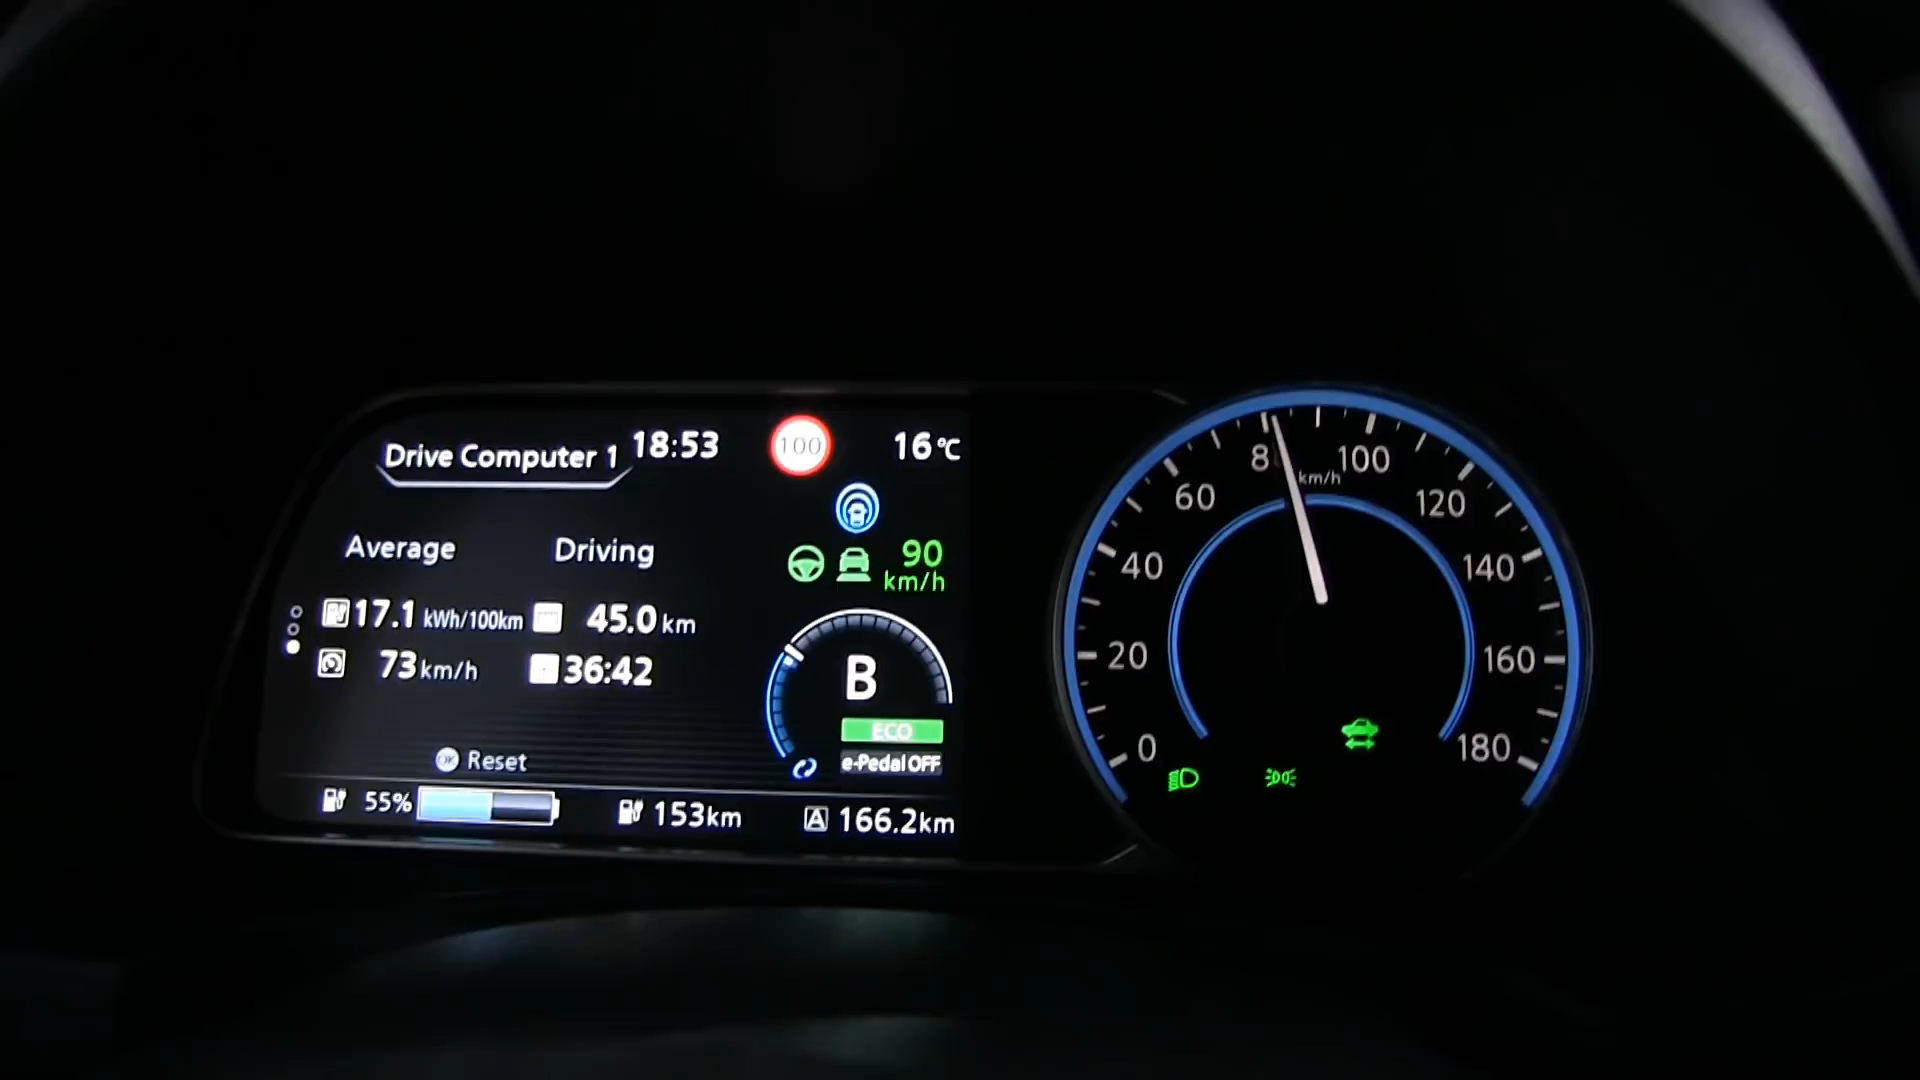 Drive Computer 1 18:53 100 16°C
90
km/h
Average Driving
17.1 kWh/100km 45.0 km
73 km/h 36:42
B
ECO
e-Pedal OFF
OK Reset
55% 153km A 166.2km
0
20
40
60
8
100
120
140
160
180
km/h